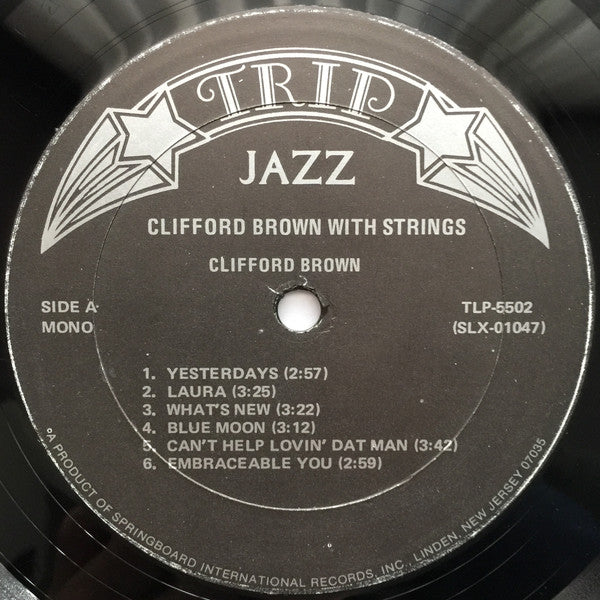 TRIP
JAZZ
CLIFFORD BROWN WITH STRINGS
CLIFFORD BROWN
SIDE A
MONO
TLP-5502
(SLX-01047)
1. YESTERDAYS (2:57)
2. LAURA (3:25)
3. WHAT'S NEW (3:22)
4. BLUE MOON (3:12)
5. CAN'T HELP LOVIN' DAT MAN (3:42)
6. EMBRACEABLE YOU (2:59)
°A PRODUCT OF SPRINGBOARD INTERNATIONAL RECORDS, INC. LINDEN, NEW JERSEY 07035